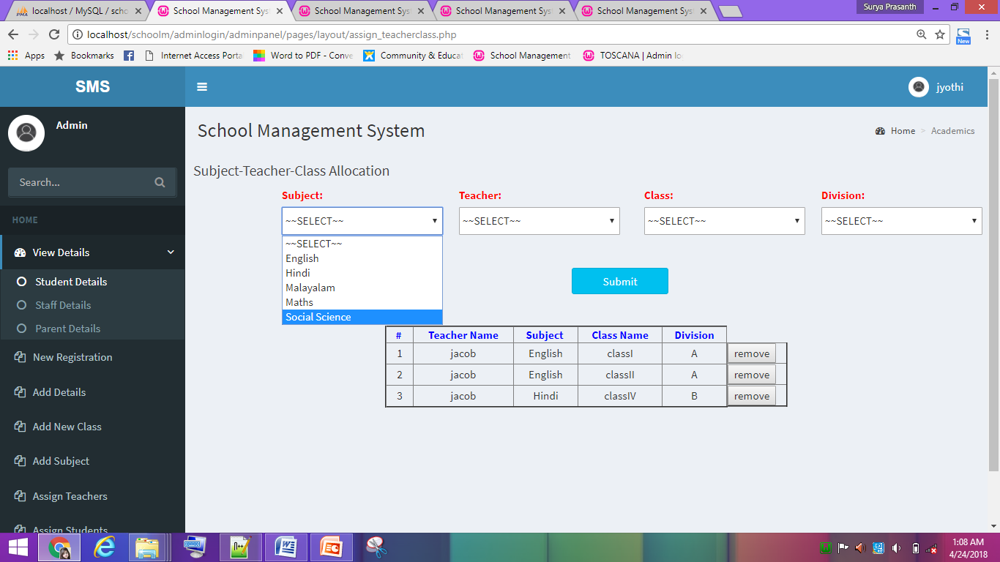 localhost / MySQL / scho
School Management Syste
School Management Syst
School Management Syst
School Management Syst
Surya Prasanth
localhost/schoolm/adminlogin/adminpanel/pages/layout/assign_teacherclass.php
New
Apps
Bookmarks
Internet Access Porta
Word to PDF - Conve
Community & Educat
School Management
TOSCANA | Admin lo
SMS
jyothi
Admin
School Management System
Home > Academics
Search...
Subject-Teacher-Class Allocation
Subject: Teacher: Class: Division:
~~SELECT~~ ~~SELECT~~ ~~SELECT~~ ~~SELECT~~
~~SELECT~~
English
Hindi
Malayalam
Maths
Social Science
Submit
HOME
View Details
Student Details
Staff Details
Parent Details
New Registration
Add Details
Add New Class
Add Subject
Assign Teachers
Assign Students
# Teacher Name Subject Class Name Division
1 jacob English classI A remove
2 jacob English classII A remove
3 jacob Hindi classIV B remove
1:08 AM
4/24/2018